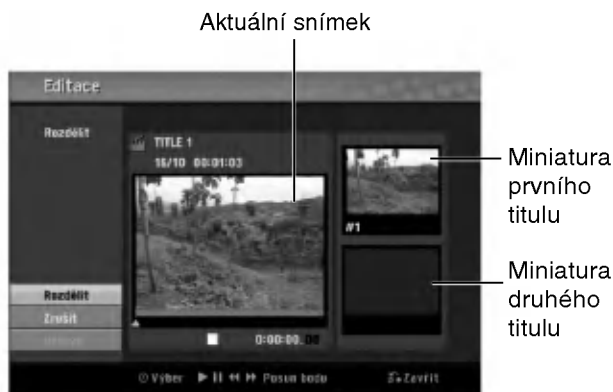 Aktuální snímek
Editace
Rozdělit
TITLE 1
16/10 00:01:03
#1
Miniatura
prvního
titulu
Miniatura
druhého
titulu
Rozdělit
Zrušit
0:00:00.00
Výběr
Posun bodu
Zavřít